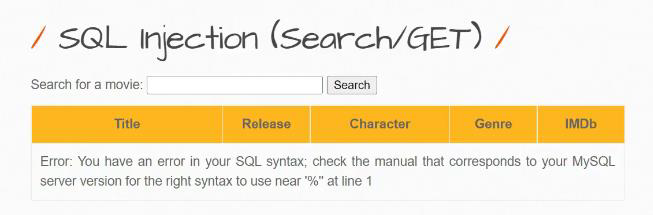 / SQL Injection (Search/GET) /
Search for a movie: Search
Title Release Character Genre IMDb
Error: You have an error in your SQL syntax; check the manual that corresponds to your MySQL
server version for the right syntax to use near '%'' at line 1